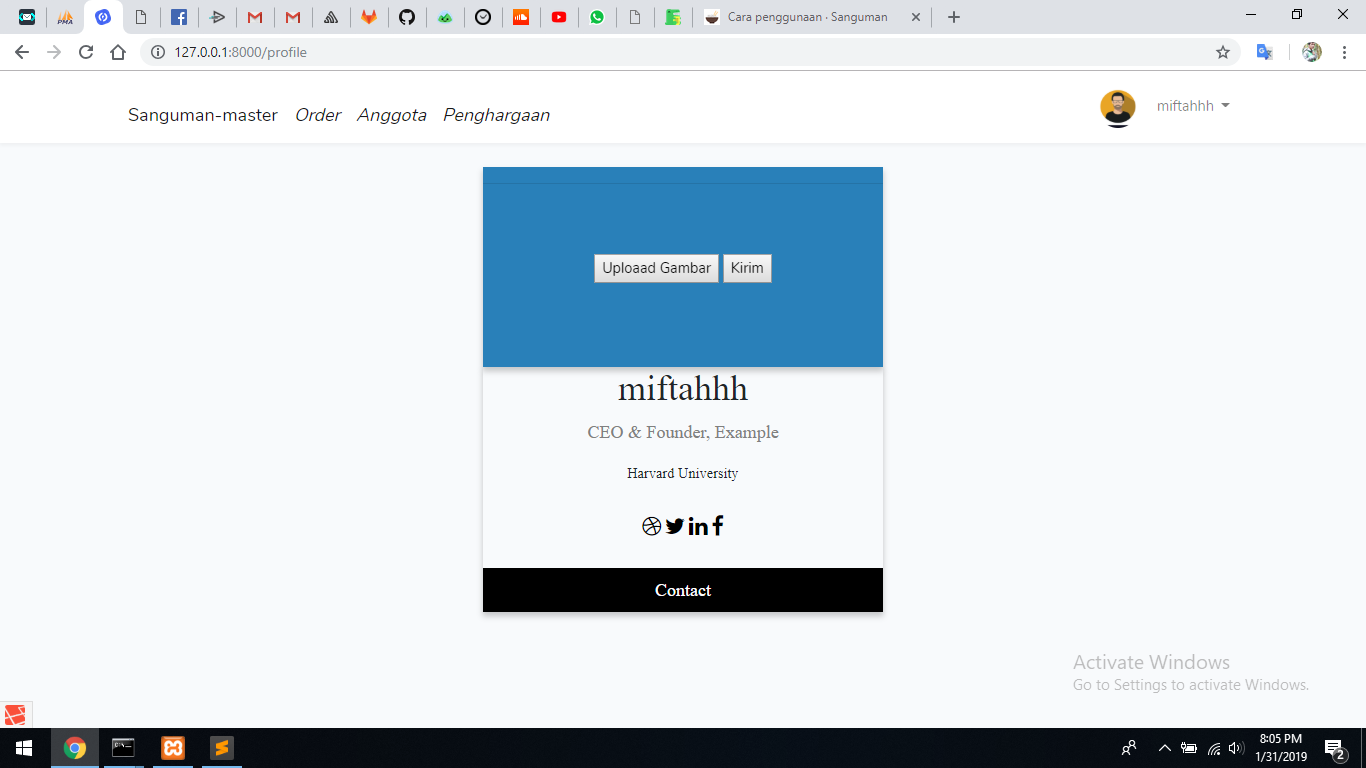 PMA
Cara penggunaan · Sanguman
127.0.0.1:8000/profile
Sanguman-master Order Anggota Penghargaan
miftahhh
Uploaad Gambar Kirim
miftahhh
CEO & Founder, Example
Harvard University
Contact
Activate Windows
Go to Settings to activate Windows.
8:05 PM
1/31/2019
2